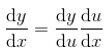 dy/dx = dy/du du/dx